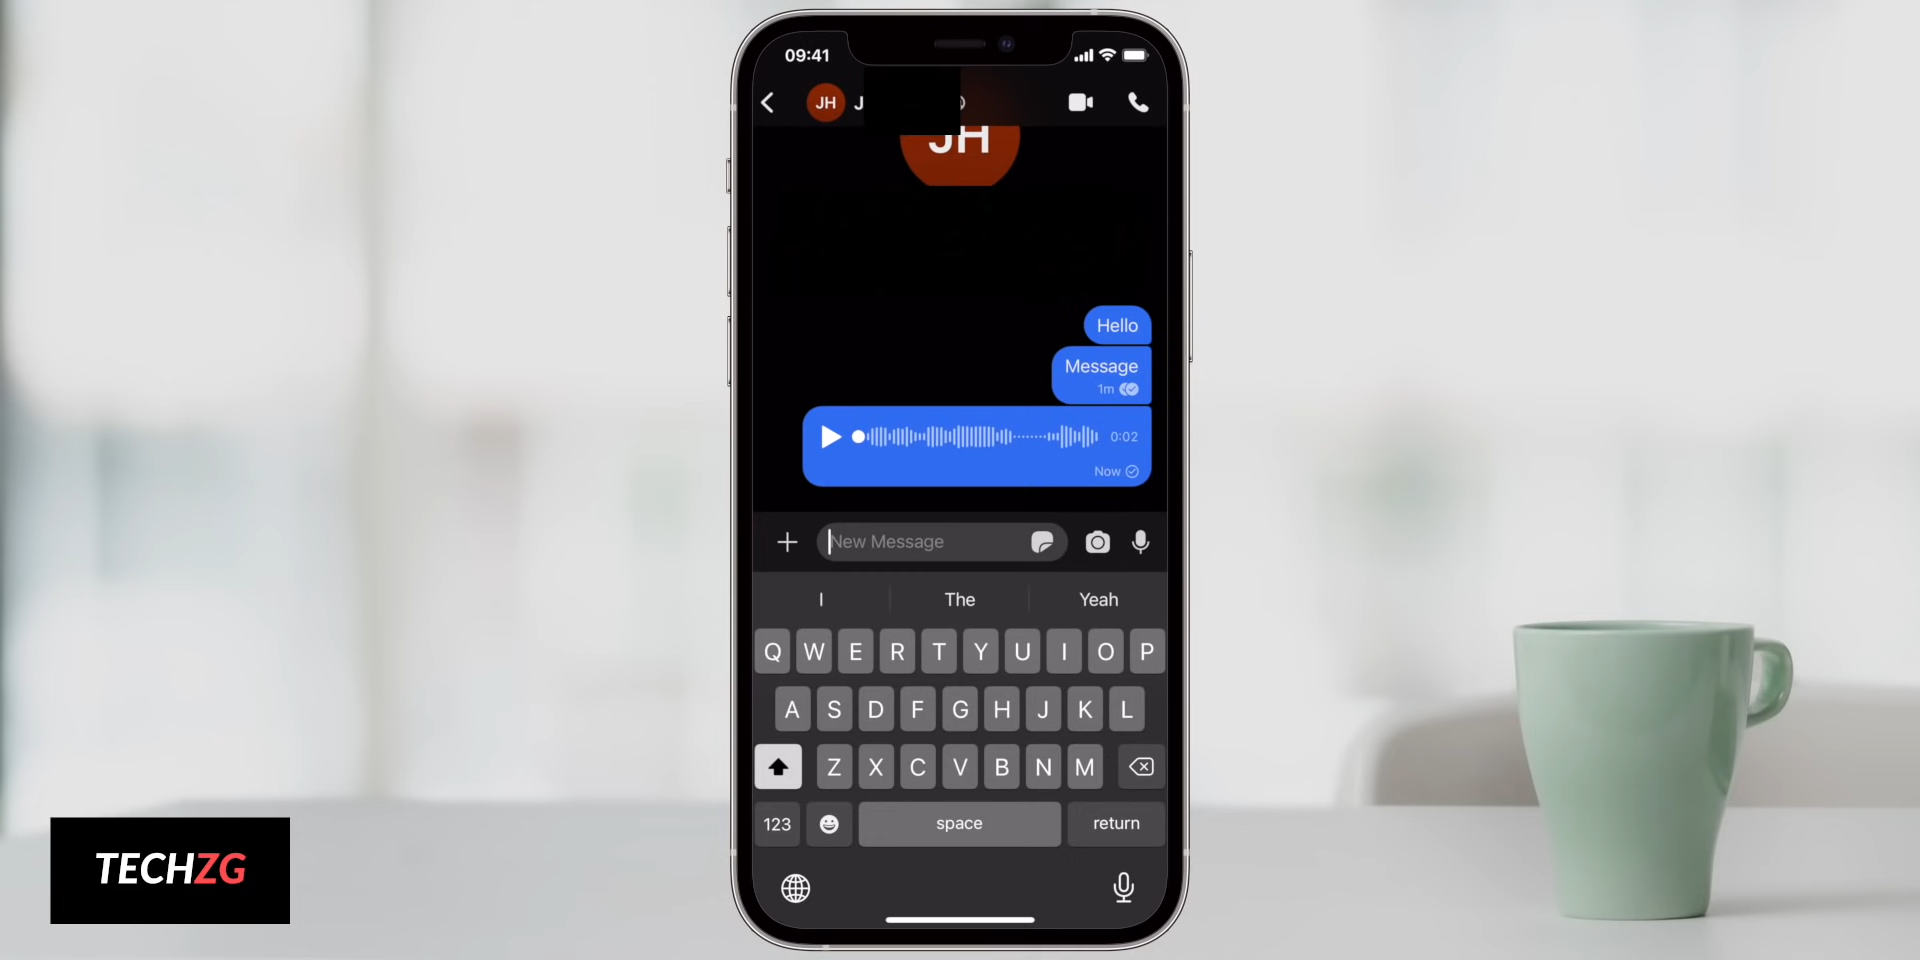 09:41
JH J
JH
Hello
Message
1m
0:02
Now
New Message
I The Yeah
Q W E R T Y U I O P
A S D F G H J K L
Z X C V B N M
123 space return
TECHZG